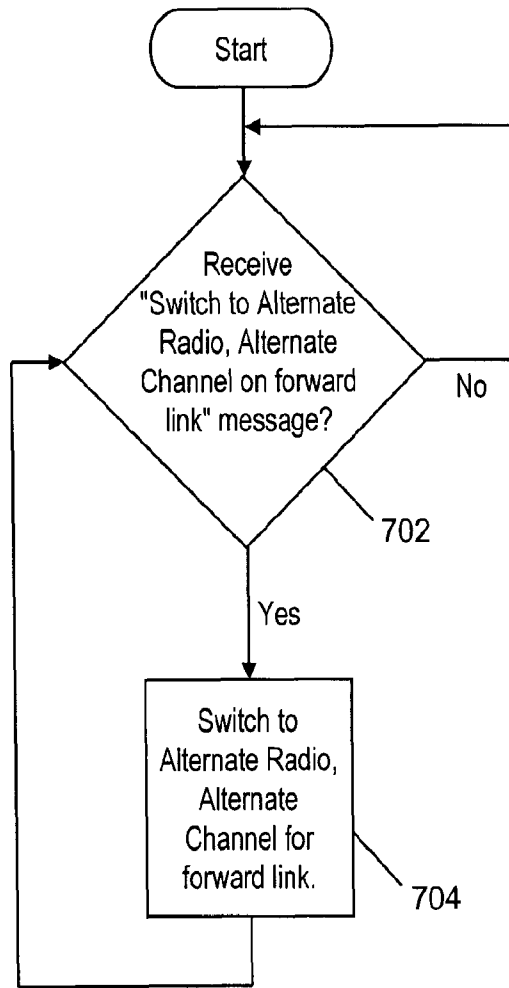 Start
Receive
"Switch to Alternate
Radio, Alternate
Channel on forward
link" message?
No
702
Yes
Switch to
Alternate Radio,
Alternate
Channel for
forward link.
704